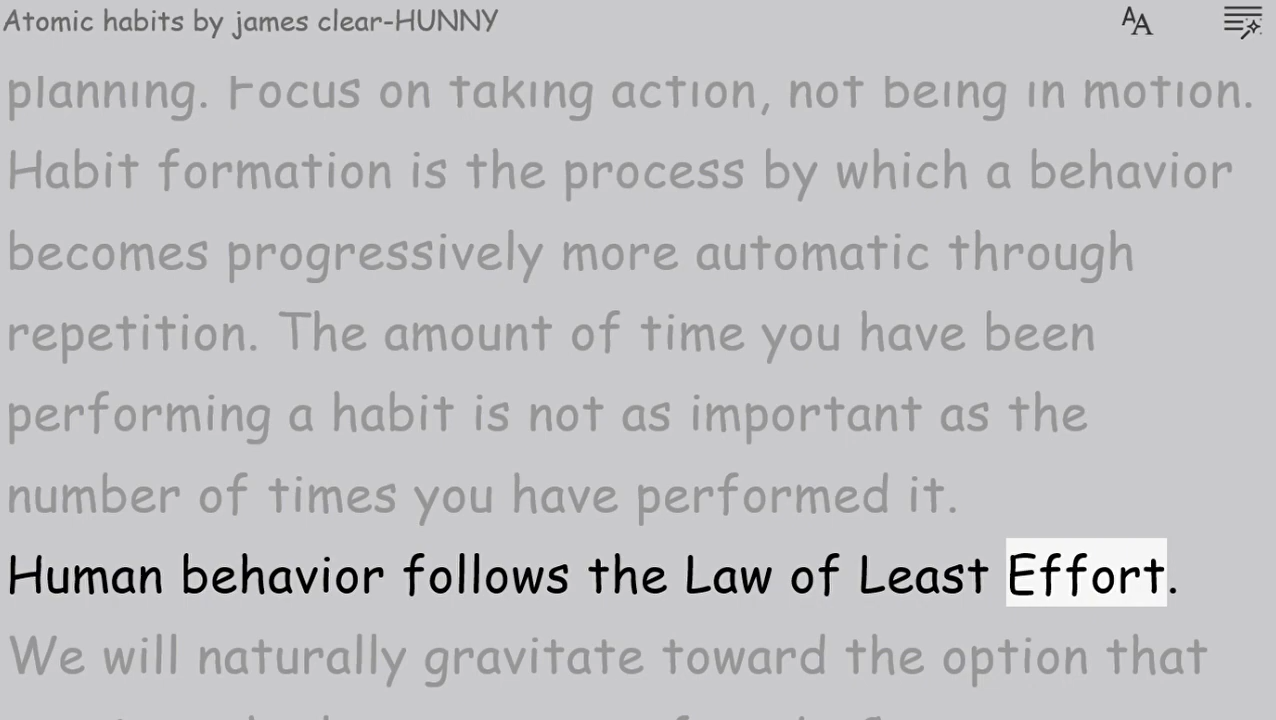 Atomic habits by james clear-HUNNY
AA
planning. Focus on taking action, not being in motion.
Habit formation is the process by which a behavior
becomes progressively more automatic through
repetition. The amount of time you have been
performing a habit is not as important as the
number of times you have performed it.
Human behavior follows the Law of Least Effort.
We will naturally gravitate toward the option that